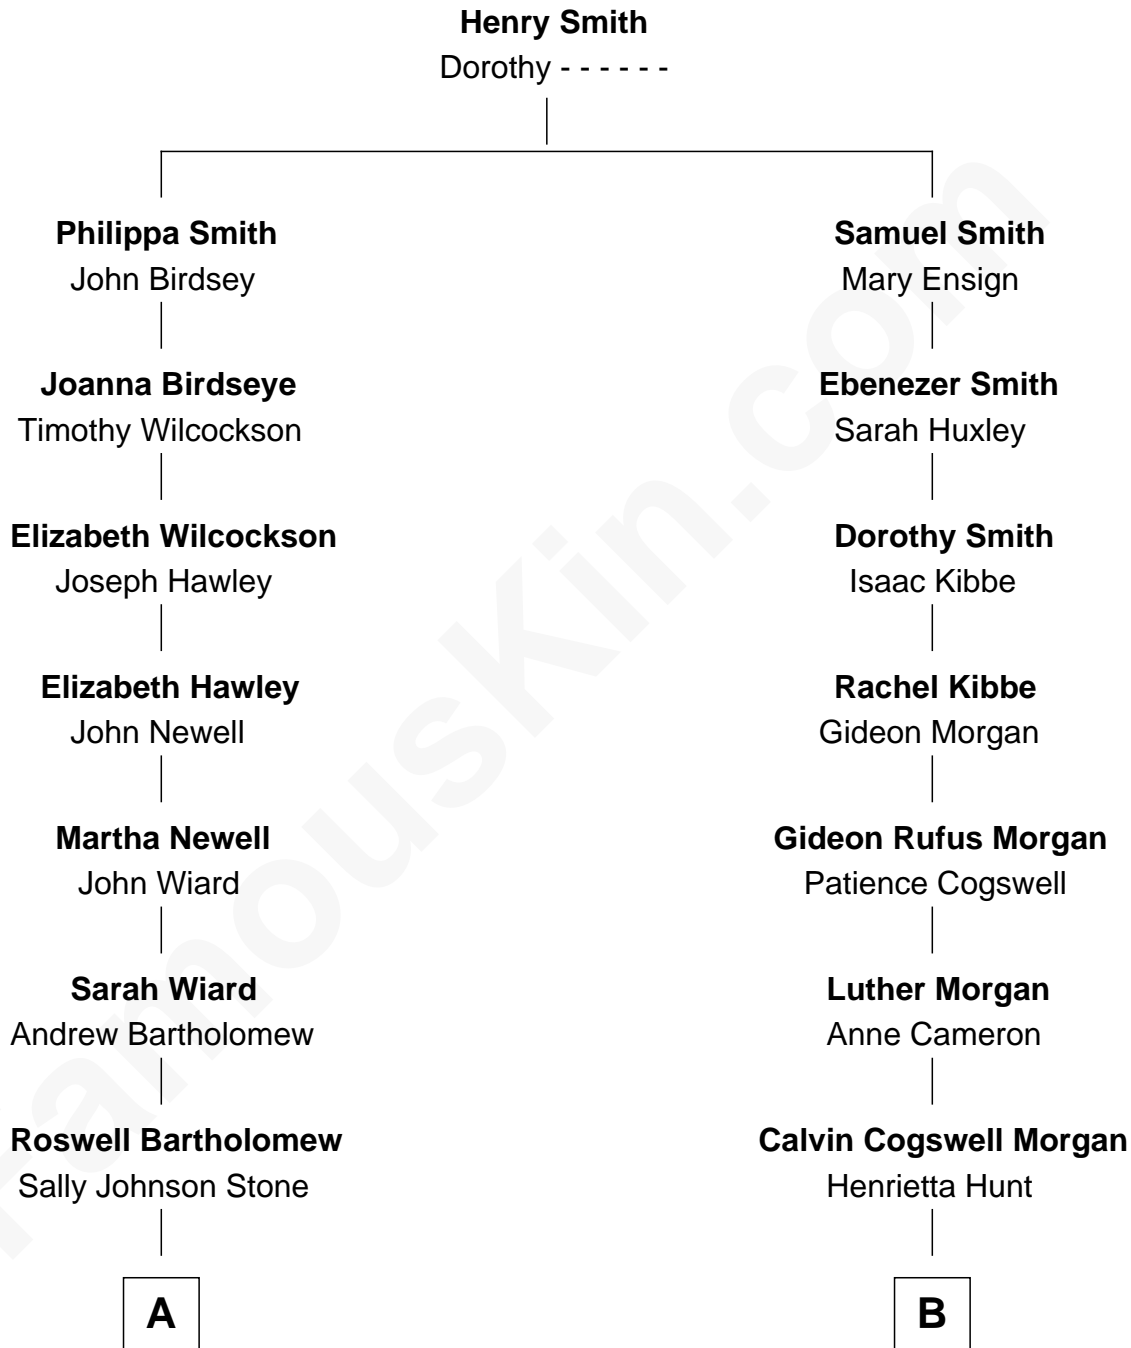 Henry Smith
Dorothy - - - - - -
Philippa Smith
John Birdsey
Samuel Smith
Mary Ensign
Joanna Birdseye
Timothy Wilcockson
Ebenezer Smith
Sarah Huxley
Elizabeth Wilcockson
Joseph Hawley
Dorothy Smith
Isaac Kibbe
Elizabeth Hawley
John Newell
Rachel Kibbe
Gideon Morgan
Martha Newell
John Wiard
Gideon Rufus Morgan
Patience Cogswell
Sarah Wiard
Andrew Bartholomew
Luther Morgan
Anne Cameron
Roswell Bartholomew
Sally Johnson Stone
Calvin Cogswell Morgan
Henrietta Hunt
A
B
FamousKin.com